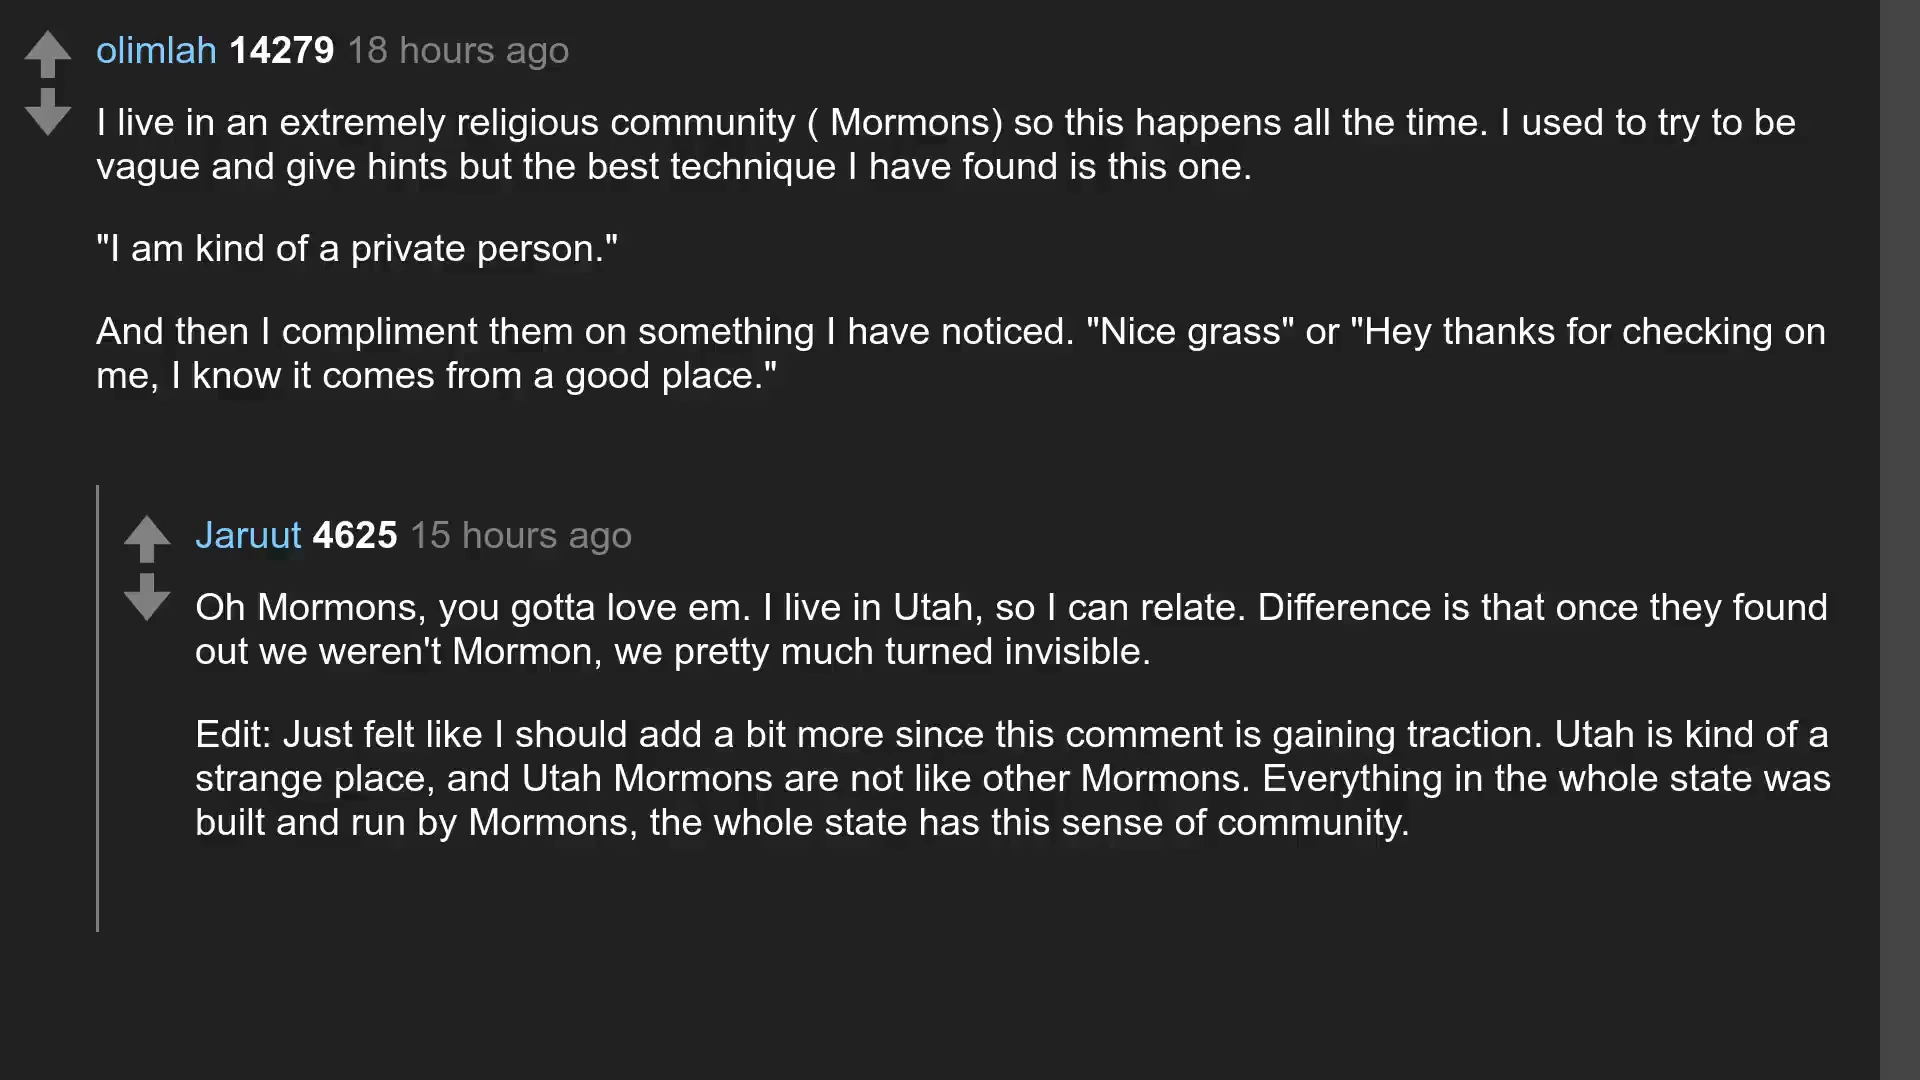 olimlah 14279 18 hours ago
I live in an extremely religious community ( Mormons) so this happens all the time. I used to try to be
vague and give hints but the best technique I have found is this one.
"I am kind of a private person."
And then I compliment them on something I have noticed. "Nice grass" or "Hey thanks for checking on
me, I know it comes from a good place."
Jaruut 4625 15 hours ago
Oh Mormons, you gotta love em. I live in Utah, so I can relate. Difference is that once they found
out we weren't Mormon, we pretty much turned invisible.
Edit: Just felt like I should add a bit more since this comment is gaining traction. Utah is kind of a
strange place, and Utah Mormons are not like other Mormons. Everything in the whole state was
built and run by Mormons, the whole state has this sense of community.